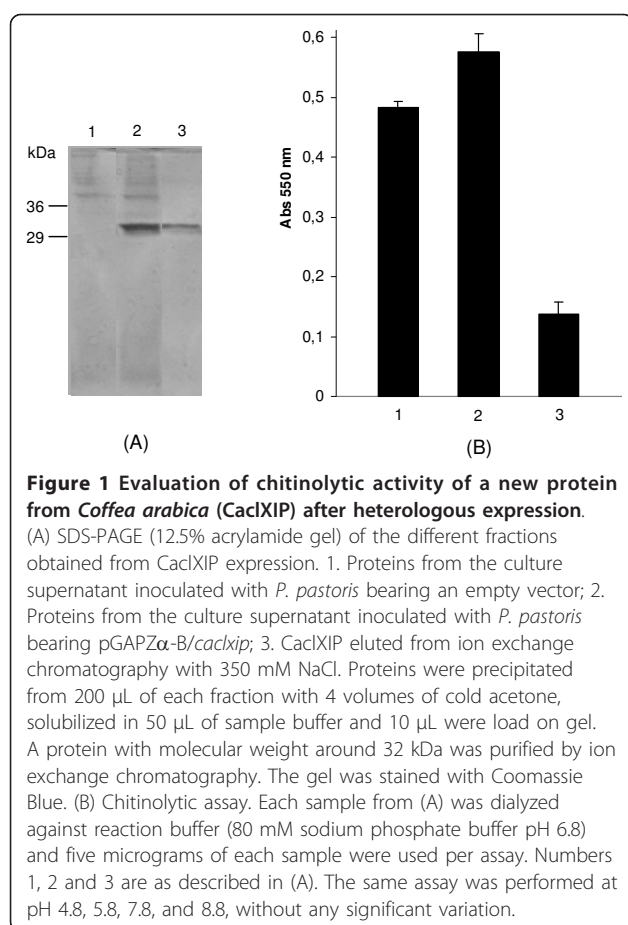 1 2 3
kDa
36
29
(A)
0,6
0,5
0,4
0,3
0,2
0,1
0
Abs 550 nm
1 2 3
(B)
Figure 1 Evaluation of chitinolytic activity of a new protein
from Coffea arabica (CaclXIP) after heterologous expression.
(A) SDS-PAGE (12.5% acrylamide gel) of the different fractions
obtained from CaclXIP expression. 1. Proteins from the culture
supernatant inoculated with P. pastoris bearing an empty vector; 2.
Proteins from the culture supernatant inoculated with P. pastoris
bearing pGAPZα-B/caclxip; 3. CaclXIP eluted from ion exchange
chromatography with 350 mM NaCl. Proteins were precipitated
from 200 μL of each fraction with 4 volumes of cold acetone,
solubilized in 50 μL of sample buffer and 10 μL were load on gel.
A protein with molecular weight around 32 kDa was purified by ion
exchange chromatography. The gel was stained with Coomassie
Blue. (B) Chitinolytic assay. Each sample from (A) was dialyzed
against reaction buffer (80 mM sodium phosphate buffer pH 6.8)
and five micrograms of each sample were used per assay. Numbers
1, 2 and 3 are as described in (A). The same assay was performed at
pH 4.8, 5.8, 7.8, and 8.8, without any significant variation.